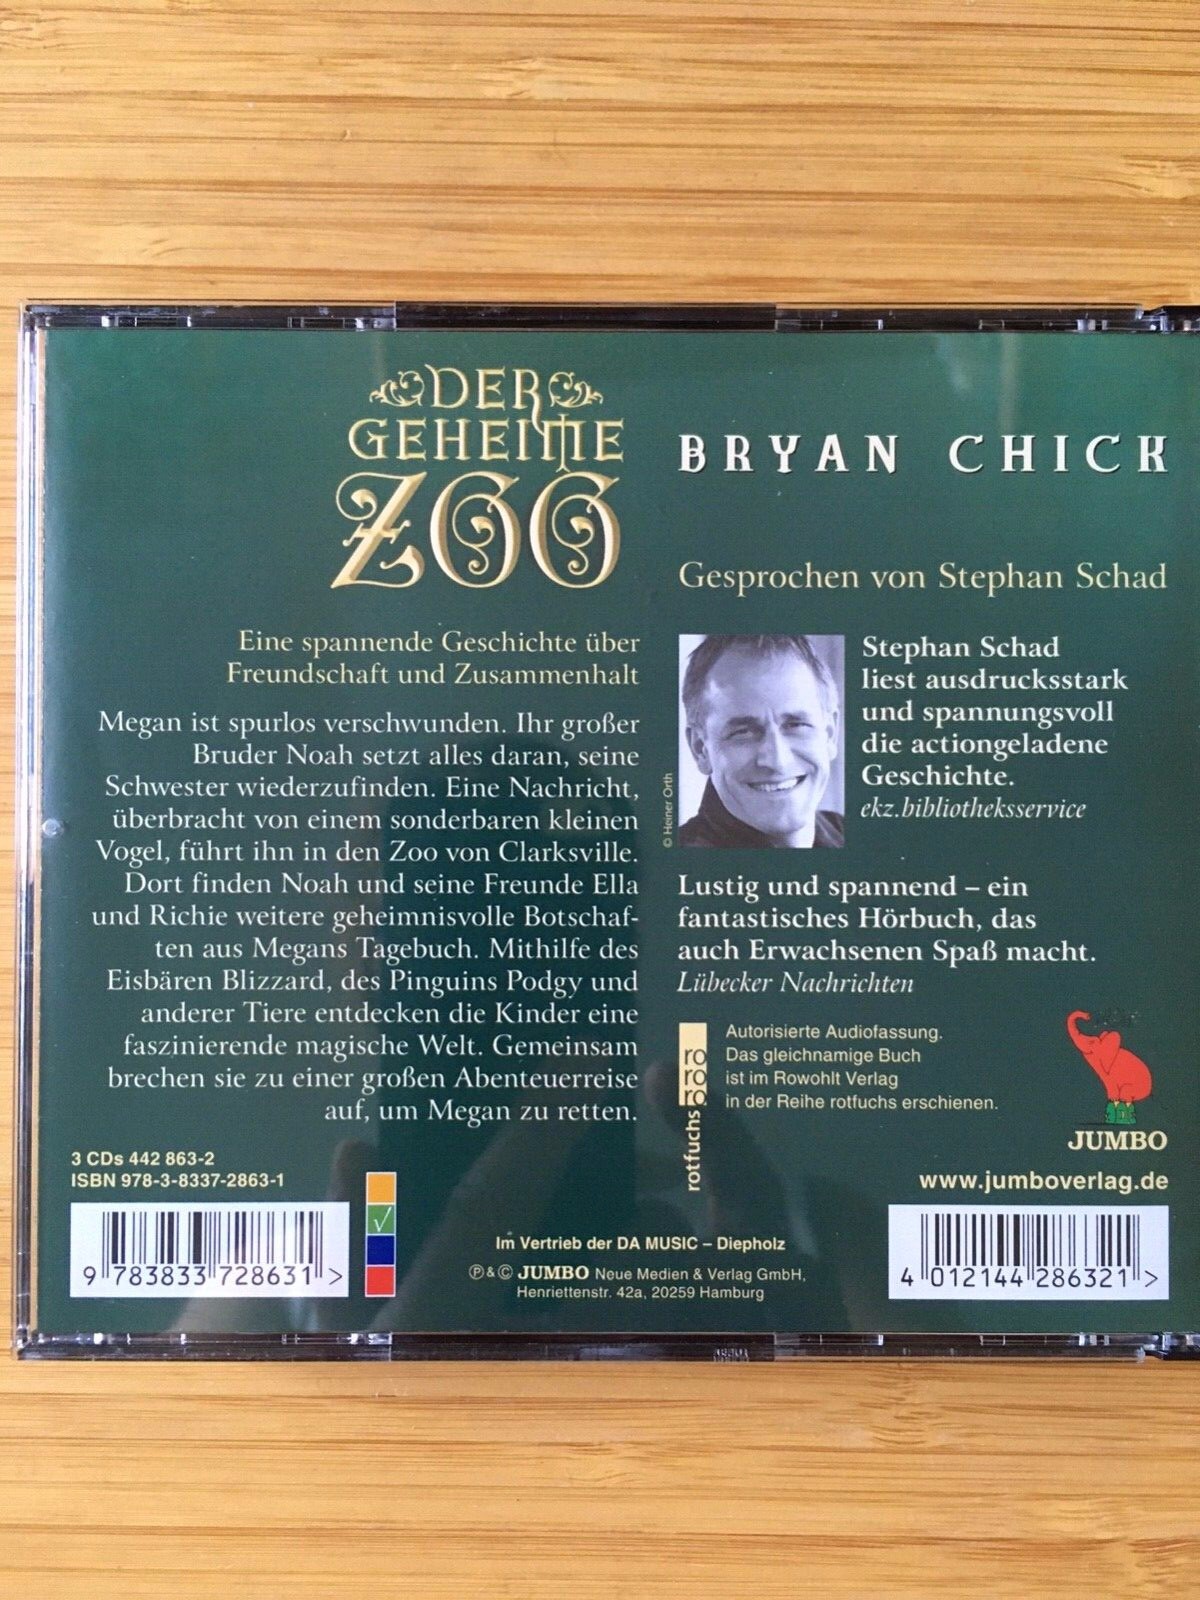 DER
GEHEIME
ZOO
Eine spannende Geschichte über
Freundschaft und Zusammenhalt
Megan ist spurlos verschwunden. Ihr großer
Bruder Noah setzt alles daran, seine
Schwester wiederzufinden. Eine Nachricht,
überbracht von einem sonderbaren kleinen
Vogel, führt ihn in den Zoo von Clarksville.
Dort finden Noah und seine Freunde Ella
und Richie weitere geheimnisvolle Botschaf-
ten aus Megans Tagebuch. Mithilfe des
Eisbären Blizzard, des Pinguins Podgy und
anderer Tiere entdecken die Kinder eine
faszinierende magische Welt. Gemeinsam
brechen sie zu einer großen Abenteuerreise
auf, um Megan zu retten.
BRYAN CHICK
Gesprochen von Stephan Schad
© Heiner Orth
Stephan Schad
liest ausdrucksstark
und spannungsvoll
die actiongeladene
Geschichte.
ekz.bibliotheksservice
Lustig und spannend – ein
fantastisches Hörbuch, das
auch Erwachsenen Spaß macht.
Lübecker Nachrichten
ro
ro
ro
rotfuchs
Autorisierte Audiofassung.
Das gleichnamige Buch
ist im Rowohlt Verlag
in der Reihe rotfuchs erschienen.
JUMBO
www.jumboverlag.de
3 CDs 442 863-2
ISBN 978-3-8337-2863-1
9 783833 728631 >
Im Vertrieb der DA MUSIC – Diepholz
℗ & © JUMBO Neue Medien & Verlag GmbH,
Henriettenstr. 42a, 20259 Hamburg
4 012144 286321 >